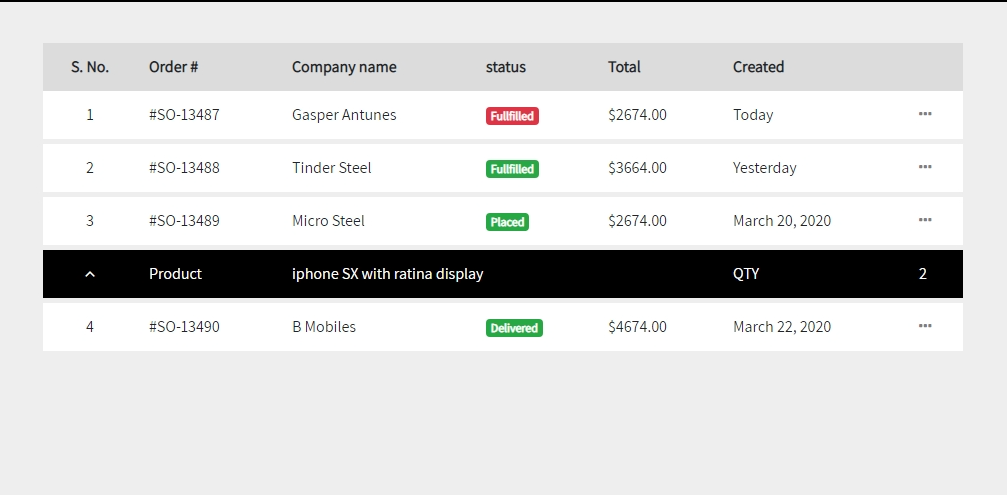 S. No. Order # Company name status Total Created
1 #SO-13487 Gasper Antunes Fullfilled $2674.00 Today
2 #SO-13488 Tinder Steel Fullfilled $3664.00 Yesterday
3 #SO-13489 Micro Steel Placed $2674.00 March 20, 2020
Product iphone SX with ratina display QTY 2
4 #SO-13490 B Mobiles Delivered $4674.00 March 22, 2020